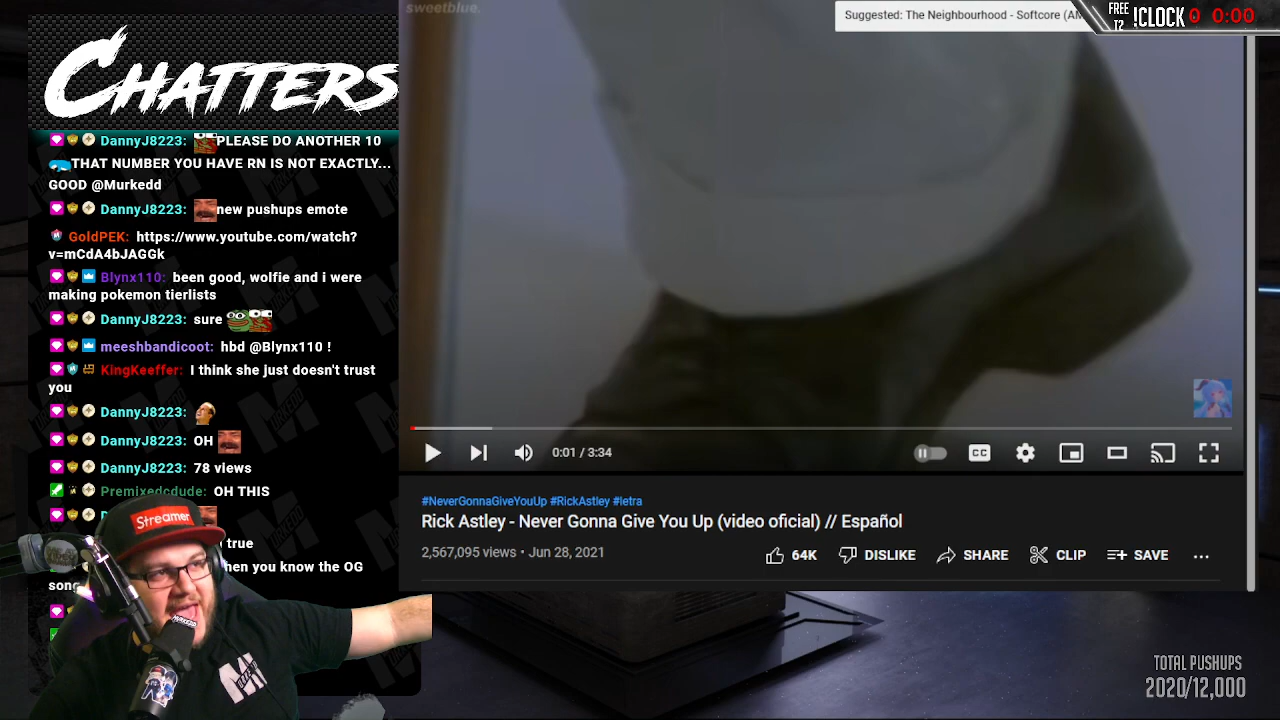 CHATTERS
DannyJ8223: PLEASE DO ANOTHER 10
THAT NUMBER YOU HAVE RN IS NOT EXACTLY...
GOOD @Murkedd
DannyJ8223: new pushups emote
GoldPEK: https://www.youtube.com/watch?
v=mCdA4bJAGGk
Blynx110: been good, wolfie and i were
making pokemon tierlists
DannyJ8223: sure
meeshbandicoot: hbd @Blynx110 !
KingKeeffer: I think she just doesn't trust
you
DannyJ8223:
DannyJ8223: OH
DannyJ8223: 78 views
Premixedcdude: OH THIS
true
hen you know the OG
song
Streamer
sweetblue.
Suggested: The Neighbourhood - Softcore (AM
FREE
12
!CLOCK 0 0:00
0:01 / 3:34
CC
#NeverGonnaGiveYouUp #RickAstley #letra
Rick Astley - Never Gonna Give You Up (video oficial) // Español
2,567,095 views • Jun 28, 2021
64K DISLIKE SHARE CLIP SAVE
TOTAL PUSHUPS
2020/12,000